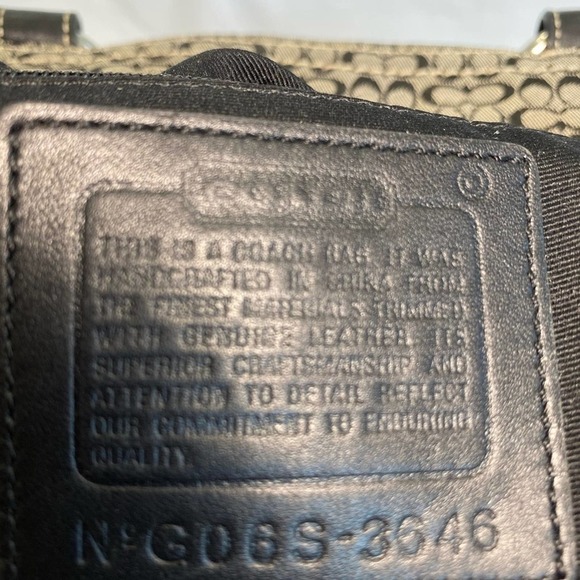 COACH
THIS IS A COACH BAG. IT WAS
HANDCRAFTED IN CHINA FROM
THE FINEST MATERIALS TRIMMED
WITH GENUINE LEATHER. ITS
SUPERIOR CRAFTSMANSHIP AND
ATTENTION TO DETAIL REFLECT
OUR COMMITMENT TO ENDURING
QUALITY.
No G06S-3646